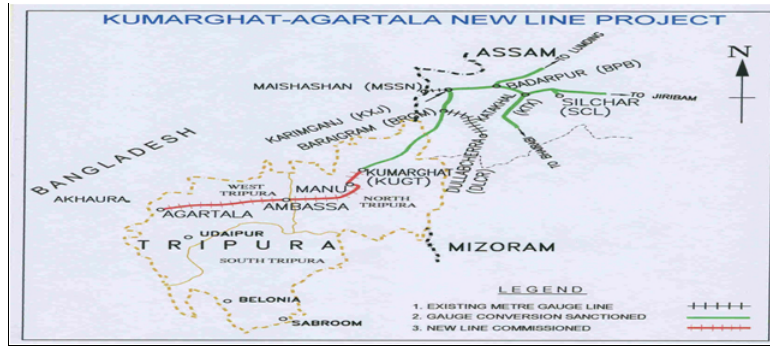 KUMARGHAT-AGARTALA NEW LINE PROJECT
ASSAM
TO LUMDING
N
BADARPUR (BPB)
MAISHASHAN (MSSN)
KATAKHAL
(KTX)
TO JIRIBAM
SILCHAR
(SCL)
KARIMGANJ (KXJ)
BARAIGRAM (BRGM)
DULLABCHERRA
(DLCR)
BANGLADESH
KUMARGHAT
(KUGT)
WEST
TRIPURA
MANU
AKHAURA
AMBASSA
NORTH
TRIPURA
AGARTALA
UDAIPUR
TRIPURA
MIZORAM
SOUTH TRIPURA
BELONIA
SABROOM
LEGEND
1. EXISTING METRE GAUGE LINE
2. GAUGE CONVERSION SANCTIONED
3. NEW LINE COMMISSIONED